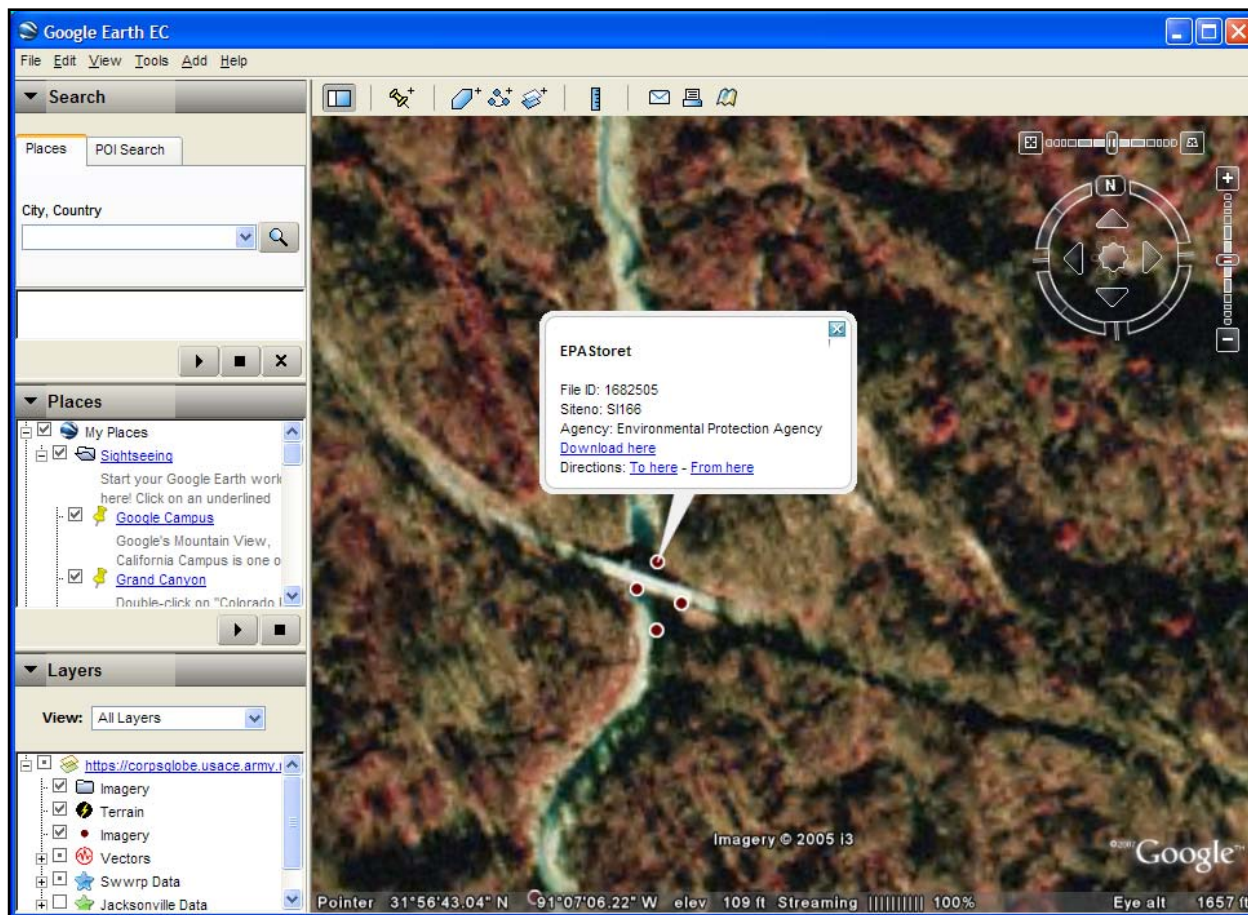 Google Earth EC
File Edit View Tools Add Help
Search
Places POI Search
City, Country
Places
My Places
Sightseeing
Start your Google Earth
here! Click on an underlined
Google Campus
Google's Mountain View,
California Campus is one
Grand Canyon
Double-click on "Colorado
Layers
View: All Layers
https://corpsglobe.usace.army.
Imagery
Terrain
Imagery
Vectors
Swwrp Data
Jacksonville Data
N
EPAStoret
File ID: 1682505
Siteno: SI166
Agency: Environmental Protection Agency
Download here
Directions: To here - From here
Imagery © 2005 i3
Google
Pointer 31°56'43.04" N 91°07'06.22" W elev 109 ft Streaming |||||||||| 100% Eye alt 1657 ft